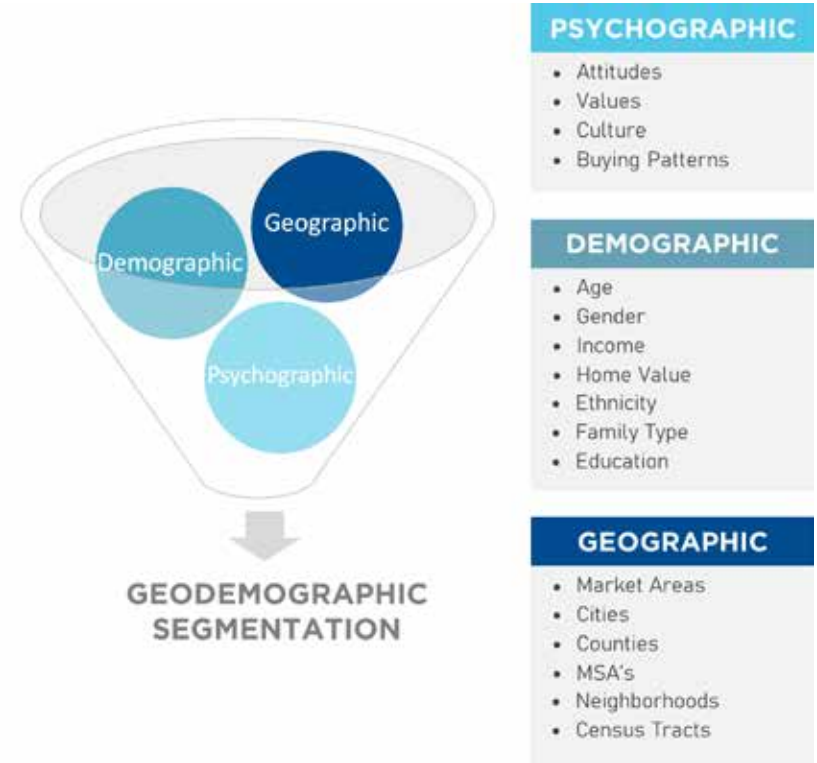 Geographic
Demographic
Psychographic
GEODEMOGRAPHIC
SEGMENTATION
PSYCHOGRAPHIC
• Attitudes
• Values
• Culture
• Buying Patterns
DEMOGRAPHIC
• Age
• Gender
• Income
• Home Value
• Ethnicity
• Family Type
• Education
GEOGRAPHIC
• Market Areas
• Cities
• Counties
• MSA's
• Neighborhoods
• Census Tracts